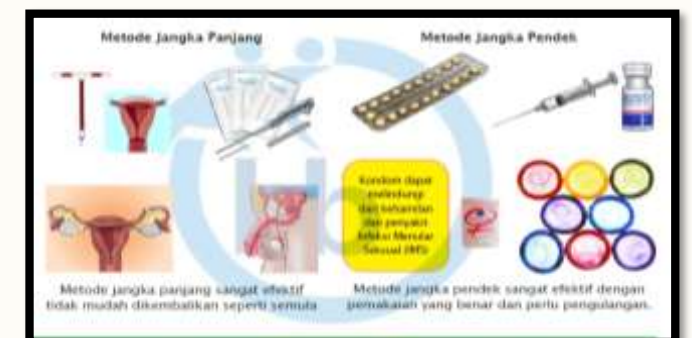 Metode Jangka Panjang
Metode Jangka Pendek
Kondom dapat
melindungi
dari kehamilan
dan penyakit
Infeksi Menular
Seksual (IMS)
Metode jangka panjang sangat efektif
tidak mudah dikembalikan seperti semula
Metode jangka pendek sangat efektif dengan
pemakaian yang benar dan perlu pengulangan.